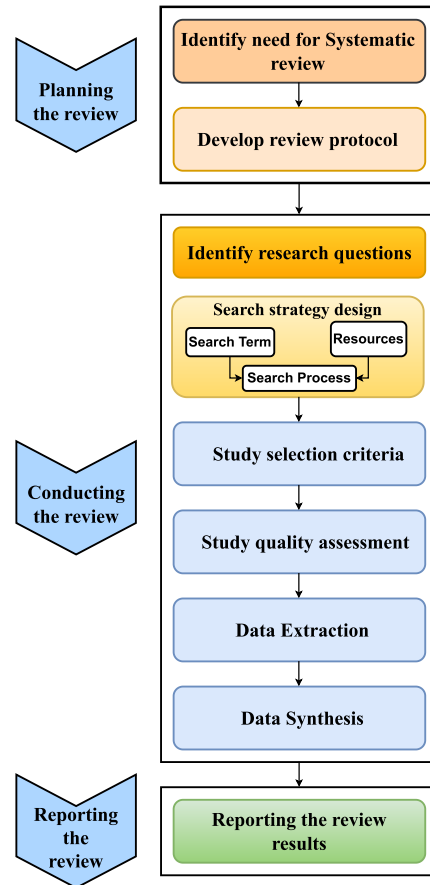 Planning
the review
Identify need for Systematic
review
Develop review protocol
Identify research questions
Search strategy design
Search Term
Resources
Search Process
Conducting
the review
Study selection criteria
Study quality assessment
Data Extraction
Data Synthesis
Reporting
the
review
Reporting the review
results